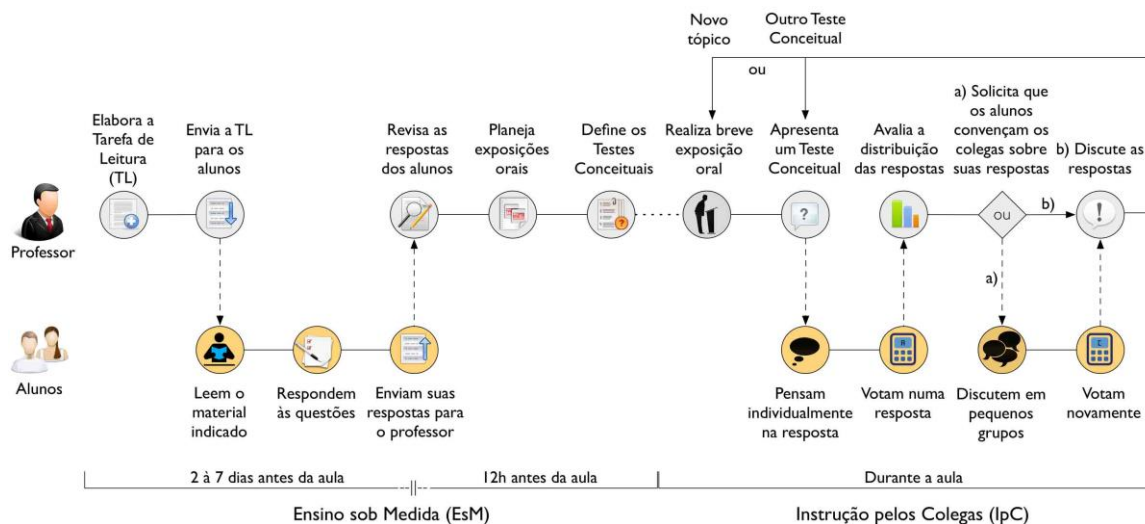 Novo
tópico
Outro Teste
Conceitual
ou
Elabora a
Tarefa de
Leitura
(TL)
Envia a TL
para os
alunos
Revisa as
respostas
dos alunos
Planeja
exposições
orais
Define os
Testes
Conceituais
Realiza breve
exposição
oral
Apresenta
um Teste
Conceitual
Avalia a
distribuição
das respostas
a) Solicita que
os alunos
convençam os
colegas sobre
suas respostas
b) Discute as
respostas
?
ou
b)
!
Professor
a)
B
C
Alunos
Leem o
material
indicado
Respondem
às questões
Enviam suas
respostas para
o professor
Pensam
individualmente
na resposta
Votam numa
resposta
Discutem em
pequenos
grupos
Votam
novamente
2 à 7 dias antes da aula
12h antes da aula
Durante a aula
Ensino sob Medida (EsM)
Instrução pelos Colegas (IpC)